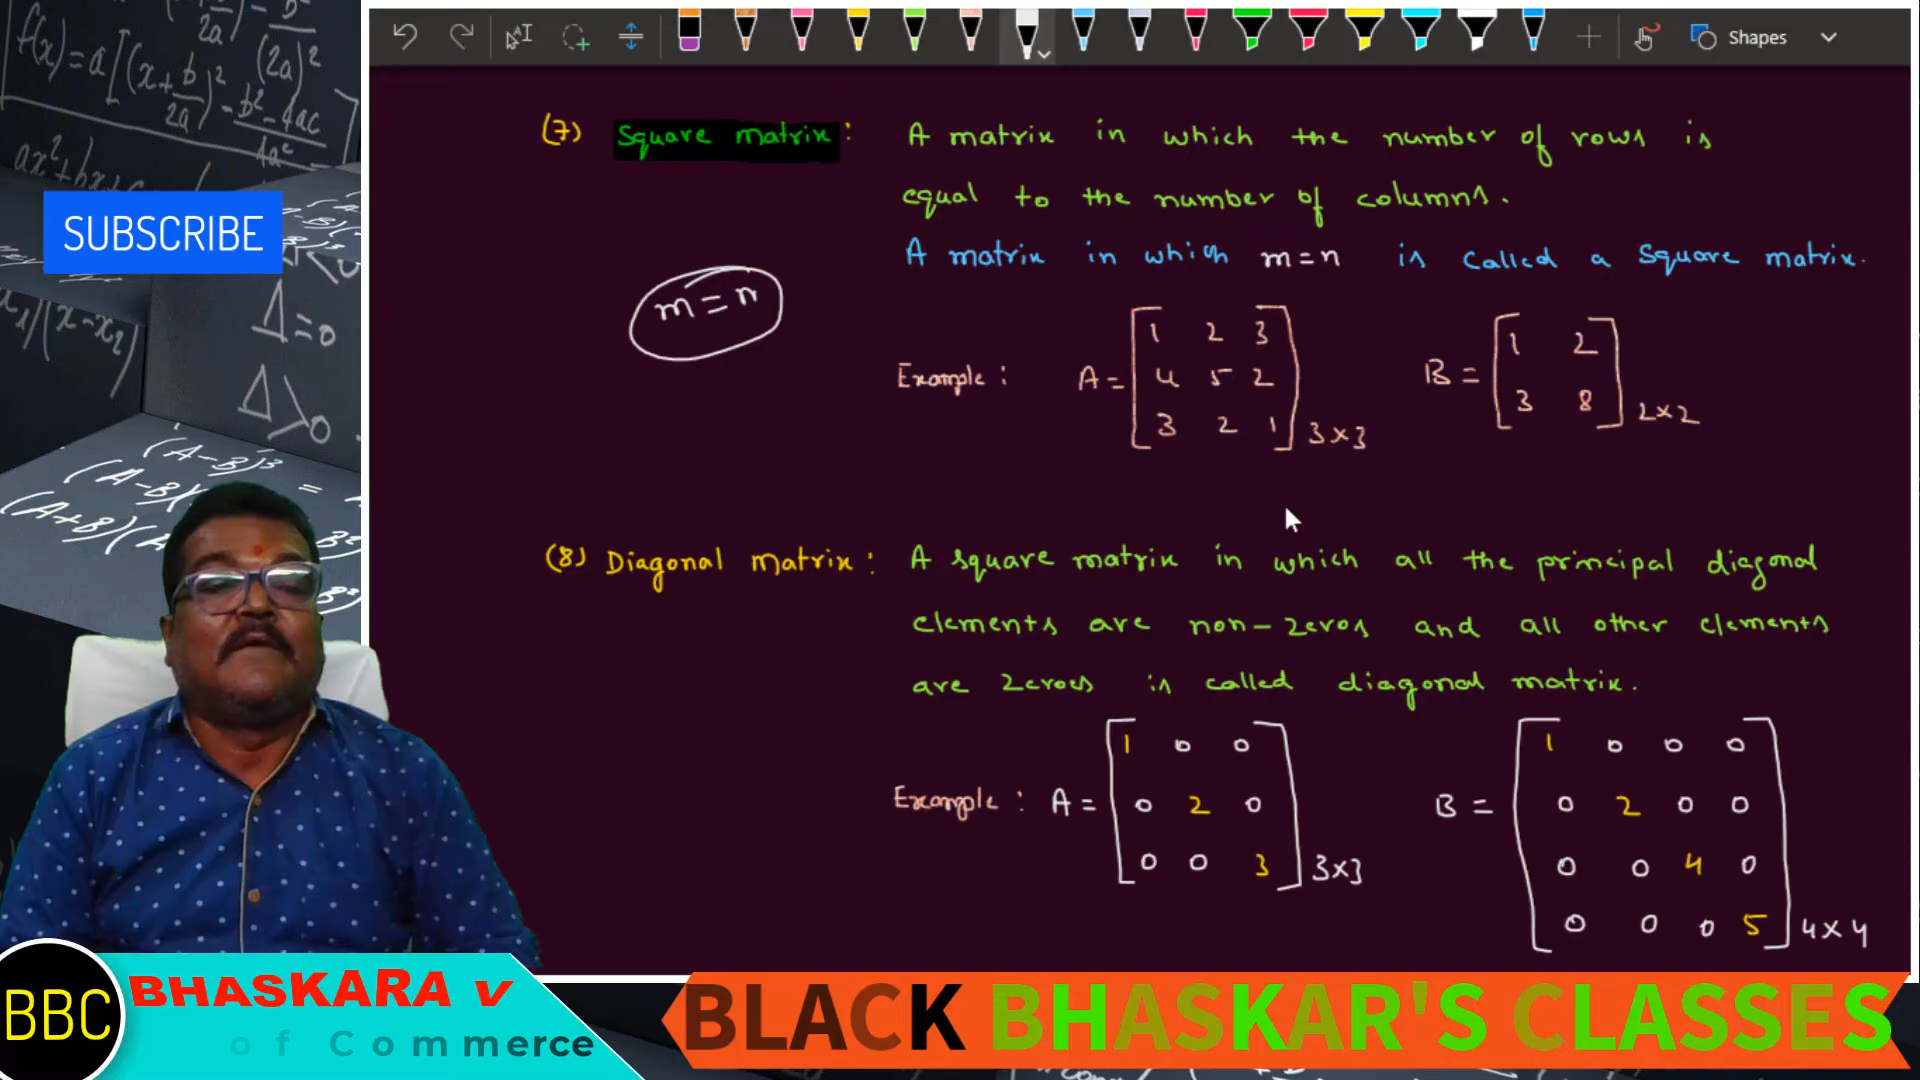 Shapes
(7) Square matrix : A matrix in which the number of rows is
equal to the number of columns.
A matrix in which m=n is called a square matrix.
m=n
Example : A = [ 1 2 3
4 5 2
3 2 1 ] 3×3
B = [ 1 2
3 8 ] 2×2
(8) Diagonal Matrix : A square matrix in which all the principal diagonal
elements are non-zeros and all other elements
are zeroes is called diagonal matrix.
Example : A = [ 1 0 0
0 2 0
0 0 3 ] 3×3
B = [ 1 0 0 0
0 2 0 0
0 0 4 0
0 0 0 5 ] 4×4
SUBSCRIBE
Δ=0
Δ>0
BBC
BHASKARA V
of Commerce
BLACK BHASKAR'S CLASSES